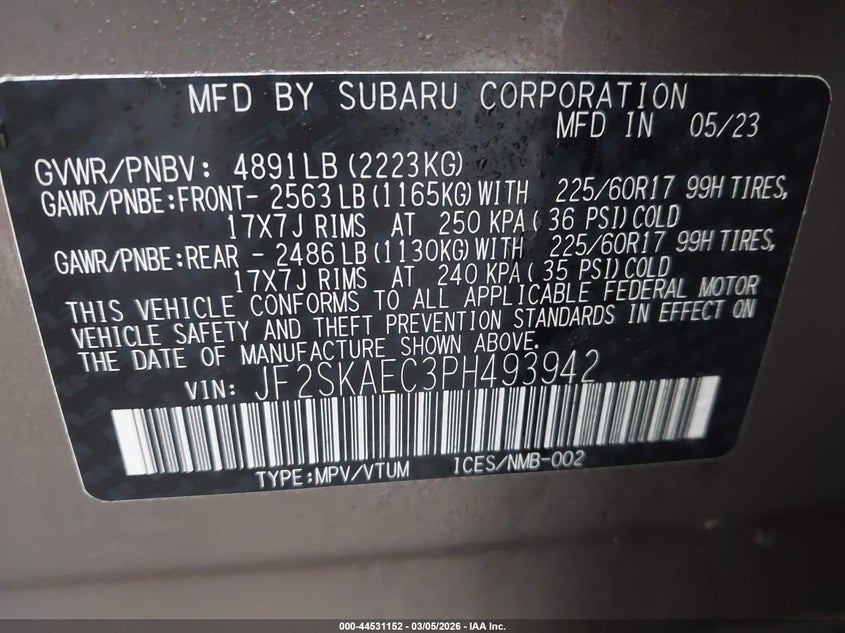 MFD BY SUBARU CORPORATION
MFD IN 05/23
GVWR/PNBV: 4891LB (2223KG)
GAWR/PNBE:FRONT- 2563LB (1165KG)WITH 225/60R17 99H TIRES,
17X7J RIMS AT 250 KPA( 36 PSI)COLD
GAWR/PNBE:REAR - 2486LB (1130KG)WITH 225/60R17 99H TIRES,
17X7J RIMS AT 240 KPA( 35 PSI)COLD
THIS VEHICLE CONFORMS TO ALL APPLICABLE FEDERAL MOTOR
VEHICLE SAFETY AND THEFT PREVENTION STANDARDS IN EFFECT ON
THE DATE OF MANUFACTURE SHOWN ABOVE.
VIN: JF2SKAEC3PH493942
TYPE:MPV/VTUM ICES/NMB-002
000-44531152 - 03/05/2026 - IAA Inc.